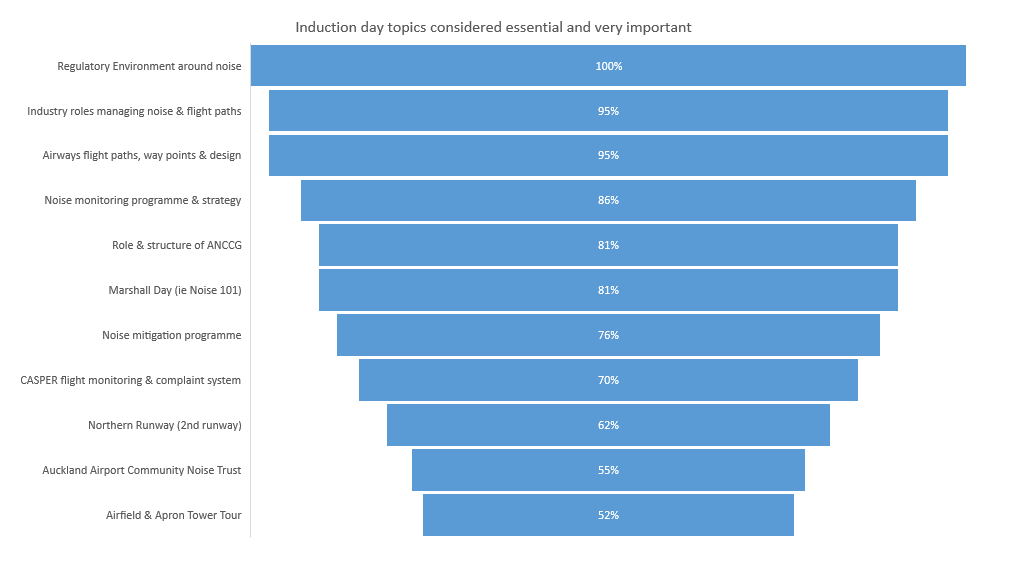 Induction day topics considered essential and very important
Regulatory Environment around noise 100%
Industry roles managing noise & flight paths 95%
Airways flight paths, way points & design 95%
Noise monitoring programme & strategy 86%
Role & structure of ANCCG 81%
Marshall Day (ie Noise 101) 81%
Noise mitigation programme 76%
CASPER flight monitoring & complaint system 70%
Northern Runway (2nd runway) 62%
Auckland Airport Community Noise Trust 55%
Airfield & Apron Tower Tour 52%